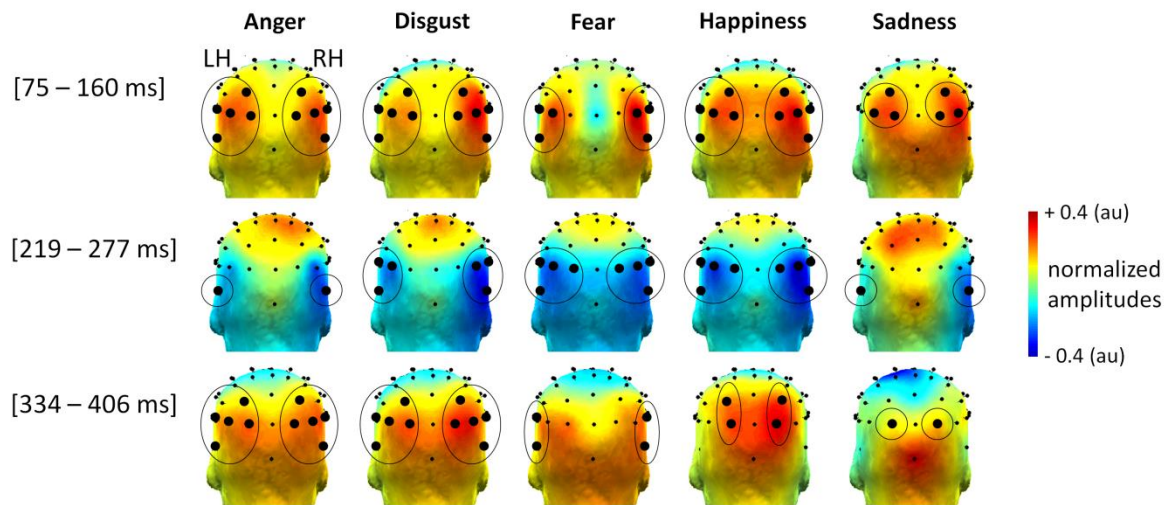 Anger Disgust Fear Happiness Sadness
LH RH
[75 – 160 ms]
[219 – 277 ms]
+ 0.4 (au)
normalized
amplitudes
- 0.4 (au)
[334 – 406 ms]